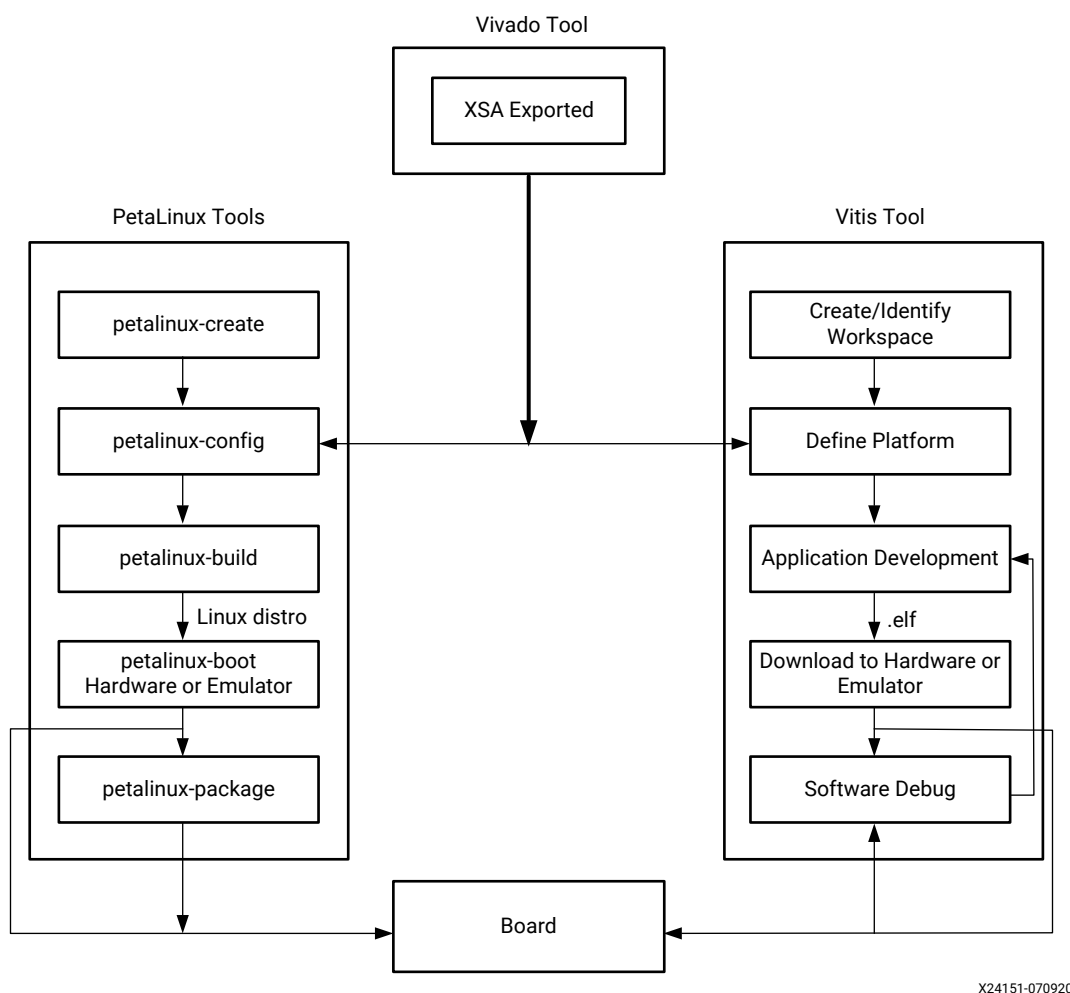 Vivado Tool
XSA Exported
PetaLinux Tools
petalinux-create
petalinux-config
petalinux-build
Linux distro
petalinux-boot
Hardware or Emulator
petalinux-package
Vitis Tool
Create/Identify
Workspace
Define Platform
Application Development
.elf
Download to Hardware or
Emulator
Software Debug
Board
X24151-070920